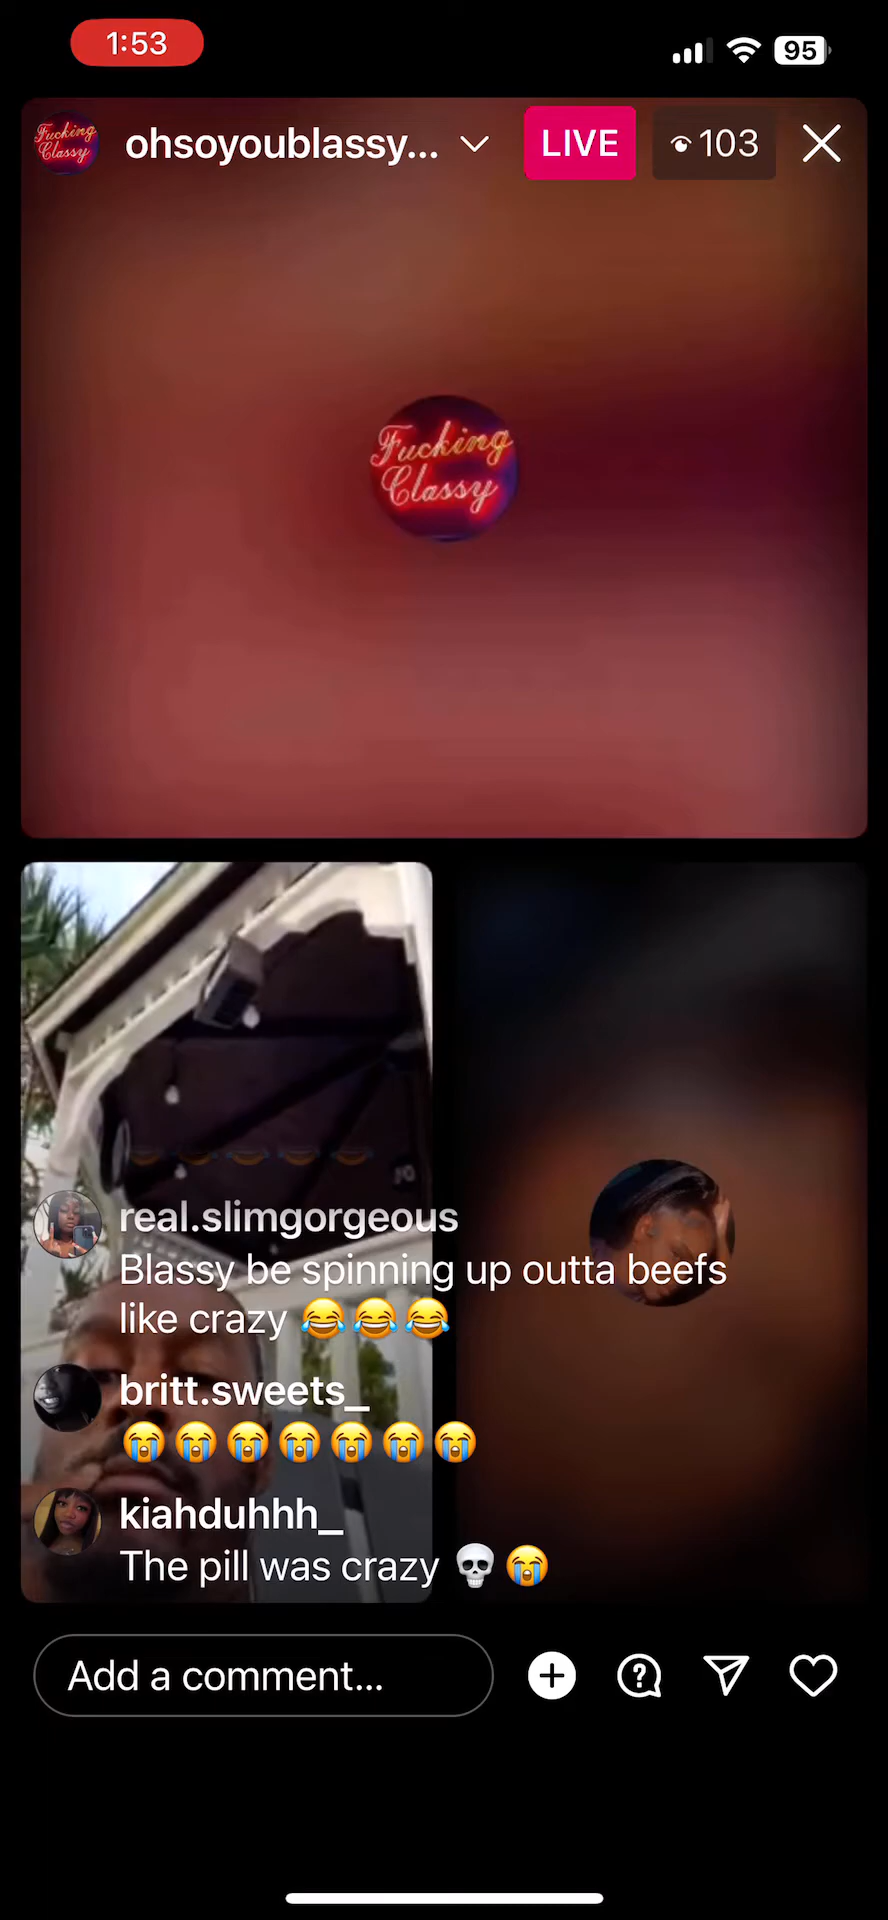 1:53
95
Fucking
Classy
ohsoyoublassy...
LIVE
103
Fucking
Classy
real.slimgorgeous
Blassy be spinning up outta beefs
like crazy 😂😂😂
britt.sweets_
😭😭😭😭😭😭😭
kiahduhhh_
The pill was crazy 💀😭
Add a comment...